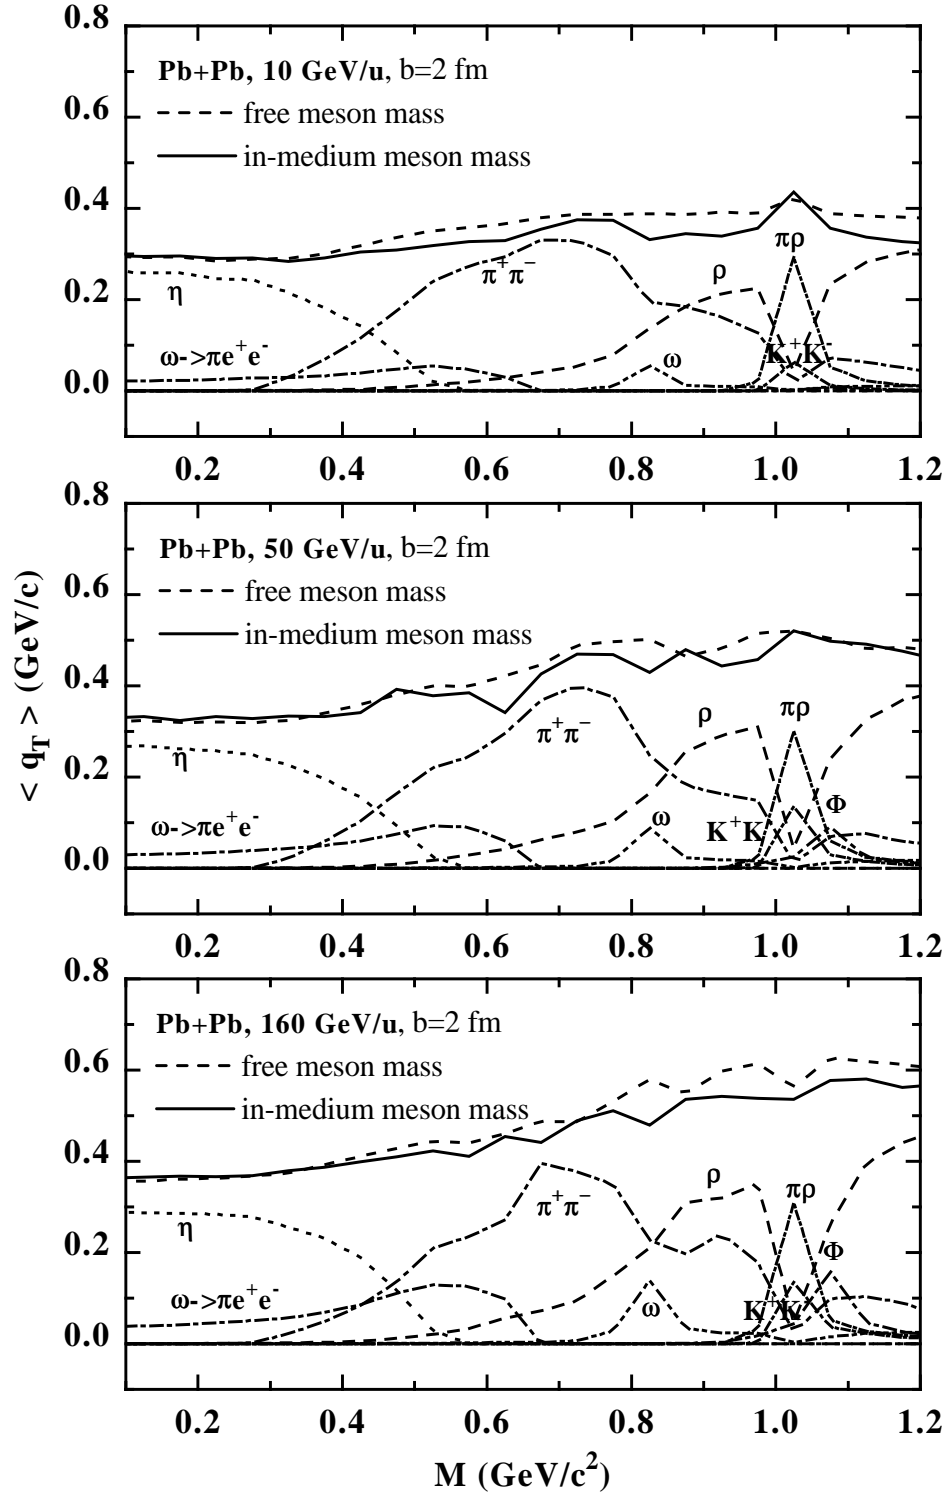 0.8
Pb+Pb, 10 GeV/u, b=2 fm
free meson mass
0.6
in-medium meson mass
0.4
πρ
π⁺π⁻
ρ
η
0.2
ω->πe⁺e⁻
K⁺K⁻
ω
0.0
0.2 0.4 0.6 0.8 1.0 1.2
0.8
Pb+Pb, 50 GeV/u, b=2 fm
free meson mass
0.6
in-medium meson mass
< q_T > (GeV/c)
0.4
ρ πρ
π⁺π⁻
η
0.2
Φ
ω->πe⁺e⁻
ω
K⁺K
0.0
0.2 0.4 0.6 0.8 1.0 1.2
0.8
Pb+Pb, 160 GeV/u, b=2 fm
free meson mass
0.6
in-medium meson mass
0.4
ρ πρ
π⁺π⁻
η
0.2
Φ
ω->πe⁺e⁻
ω
K⁺K
0.0
0.2 0.4 0.6 0.8 1.0 1.2
M (GeV/c²)